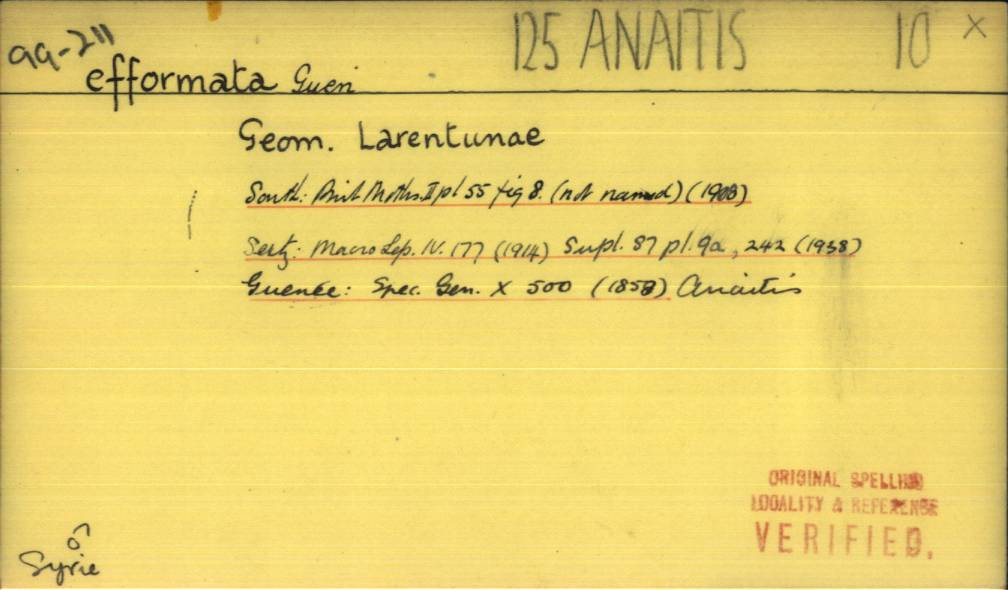 99-211 125 ANAITIS 10 X
efformata Guen
Geom. Larentiinae
South: Brit Moths. II pl 55 fig 8. (not named) (1908)
Seitz: Macro Lep. IV. 177 (1914) Supl. 87 pl. 9a, 242 (1938)
Guenée: Spec. Gen. X 500 (1858) Anaitis
ORIGINAL SPELLING
LOCALITY & REFERENCE
VERIFIED.
♂
Syrie